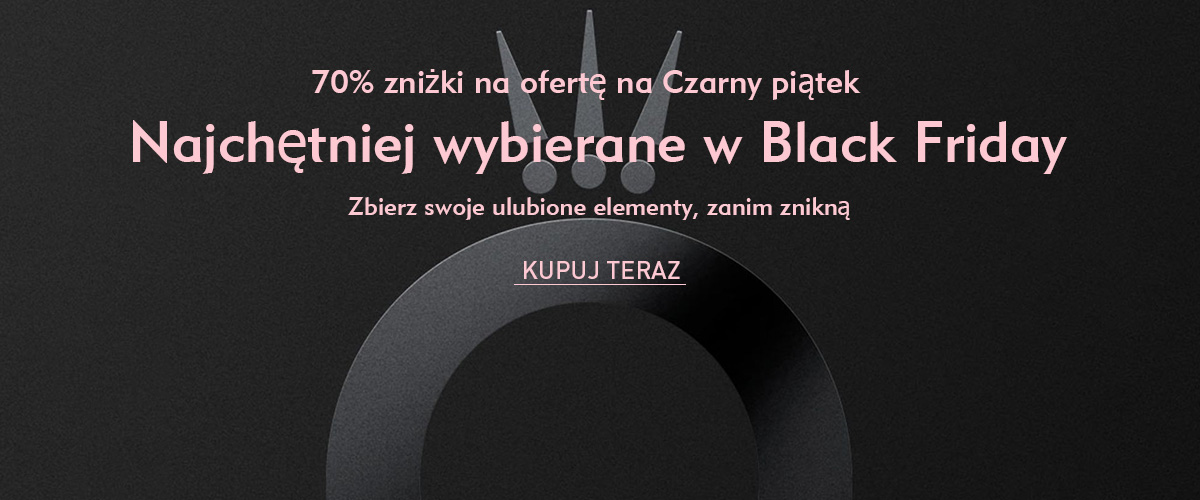 70% zniżki na ofertę na Czarny piątek
Najchętniej wybierane w Black Friday
Zbierz swoje ulubione elementy, zanim znikną
KUPUJ TERAZ